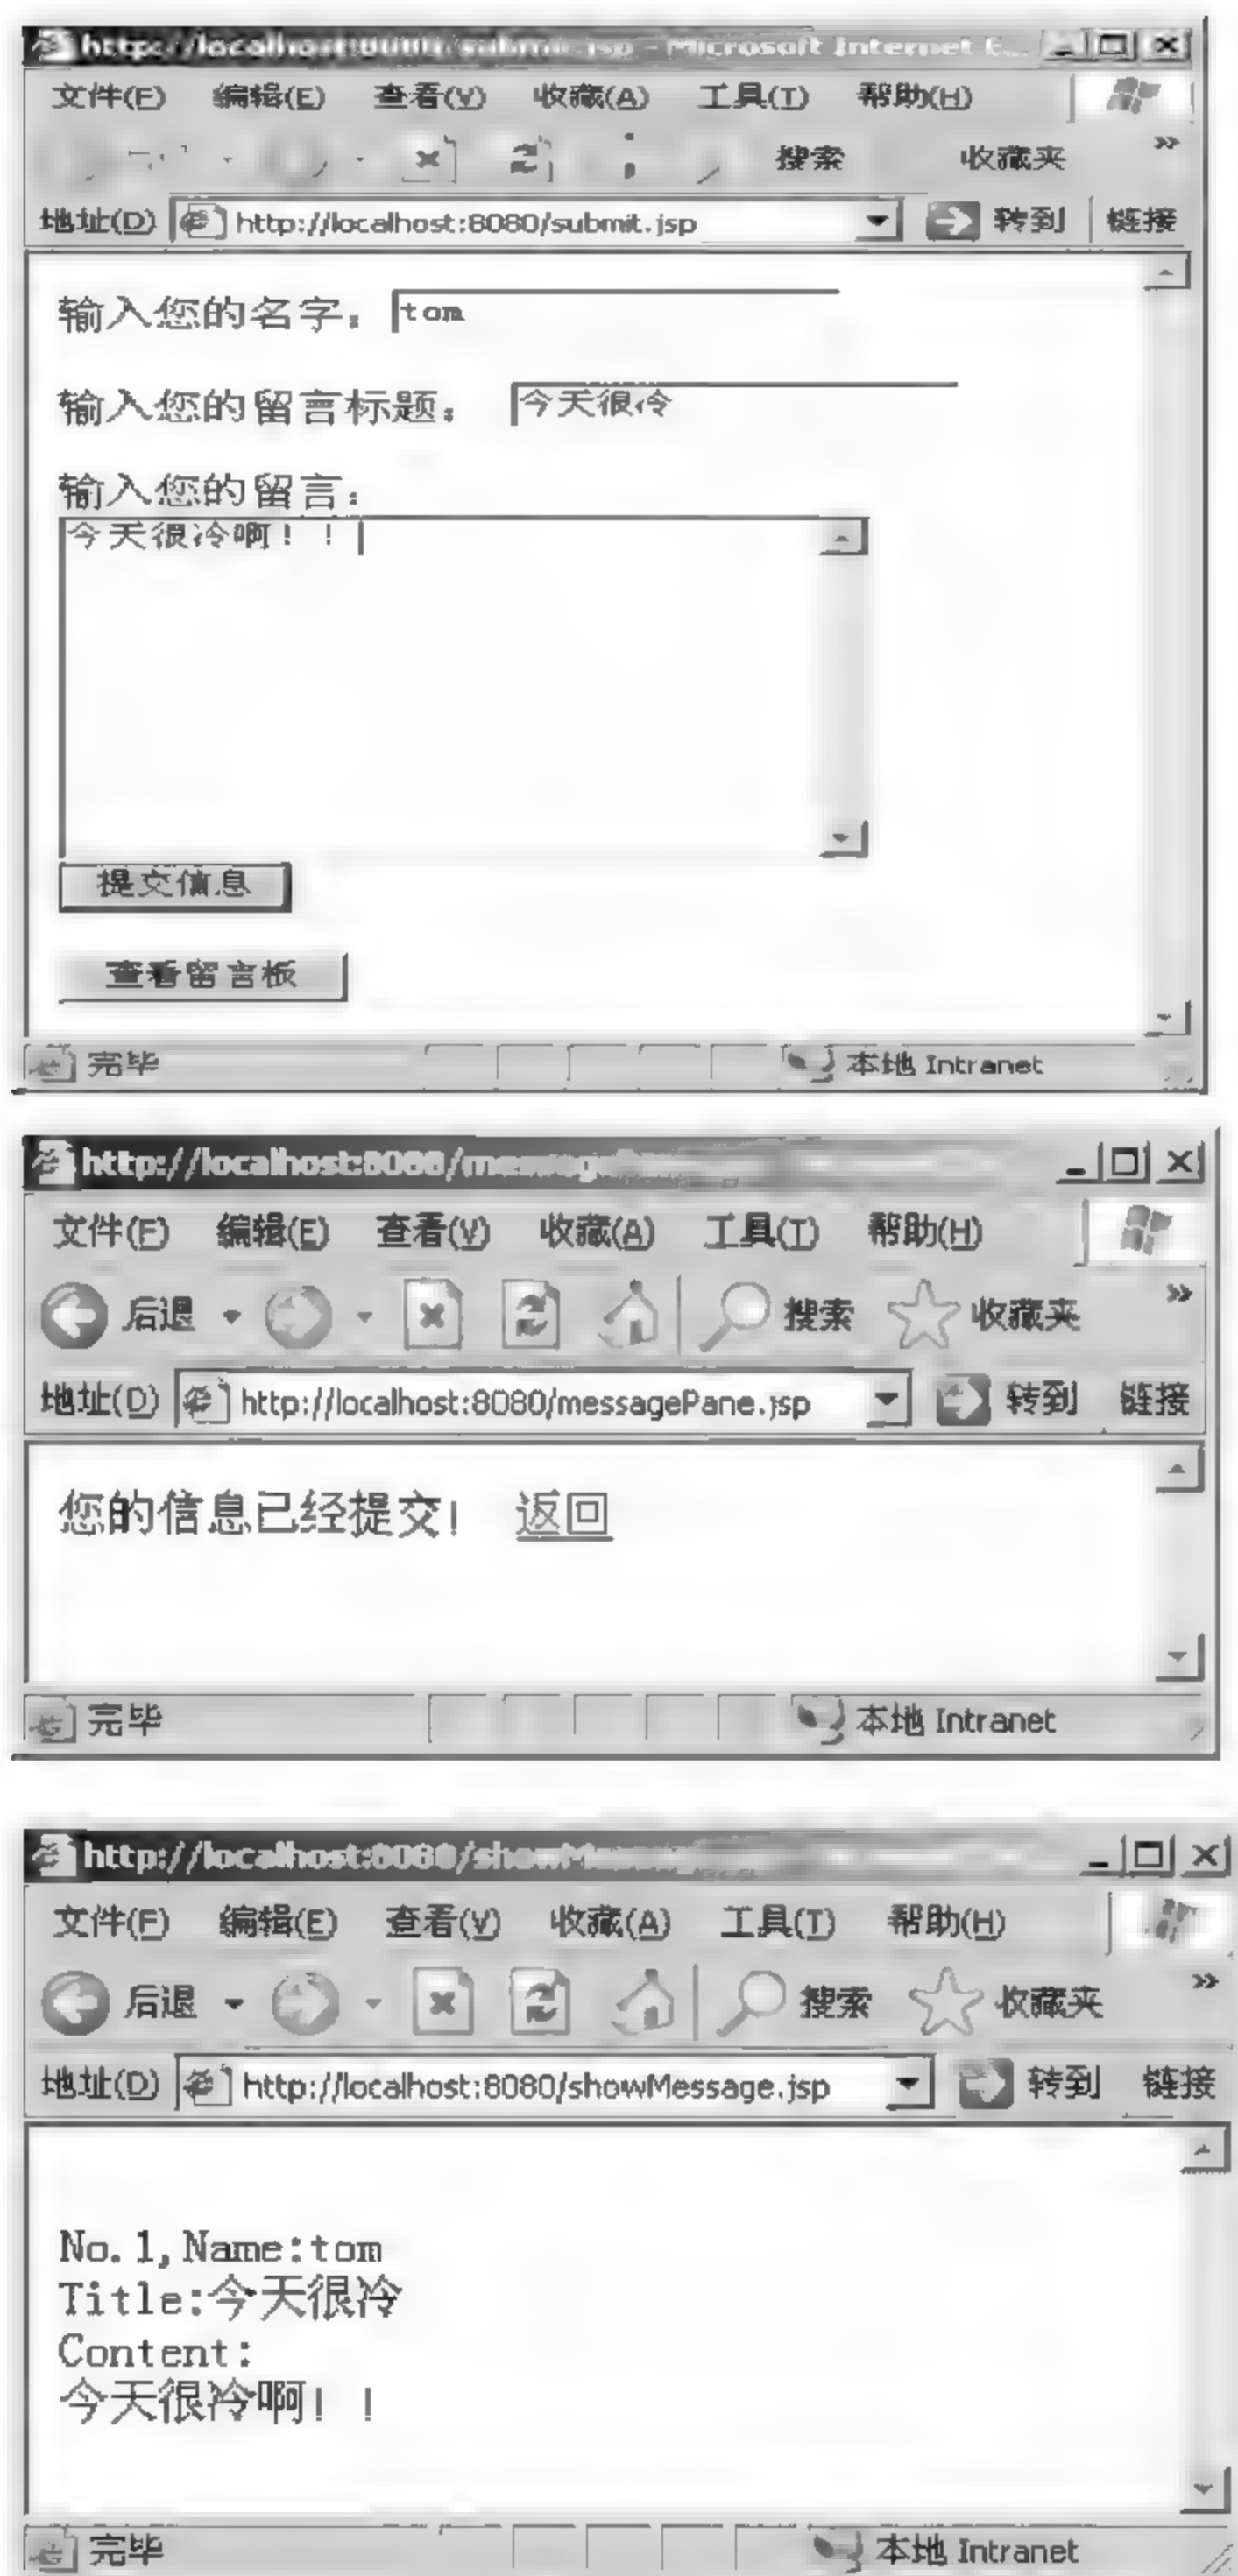 http://localhost:8080/submit.jsp - Microsoft Internet E...
文件(F) 编辑(E) 查看(V) 收藏(A) 工具(T) 帮助(H)
搜索 收藏夹 »
地址(D) http://localhost:8080/submit.jsp 转到 链接
输入您的名字: tom
输入您的留言标题: 今天很冷
输入您的留言:
今天很冷啊!!
提交信息
查看留言板
完毕 本地 Intranet
http://localhost:8080/messagePane
文件(F) 编辑(E) 查看(V) 收藏(A) 工具(T) 帮助(H)
后退 搜索 收藏夹 »
地址(D) http://localhost:8080/messagePane.jsp 转到 链接
您的信息已经提交! 返回
完毕 本地 Intranet
http://localhost:8080/showMessage
文件(F) 编辑(E) 查看(V) 收藏(A) 工具(T) 帮助(H)
后退 搜索 收藏夹 »
地址(D) http://localhost:8080/showMessage.jsp 转到 链接
No.1,Name:tom
Title:今天很冷
Content:
今天很冷啊!!
完毕 本地 Intranet